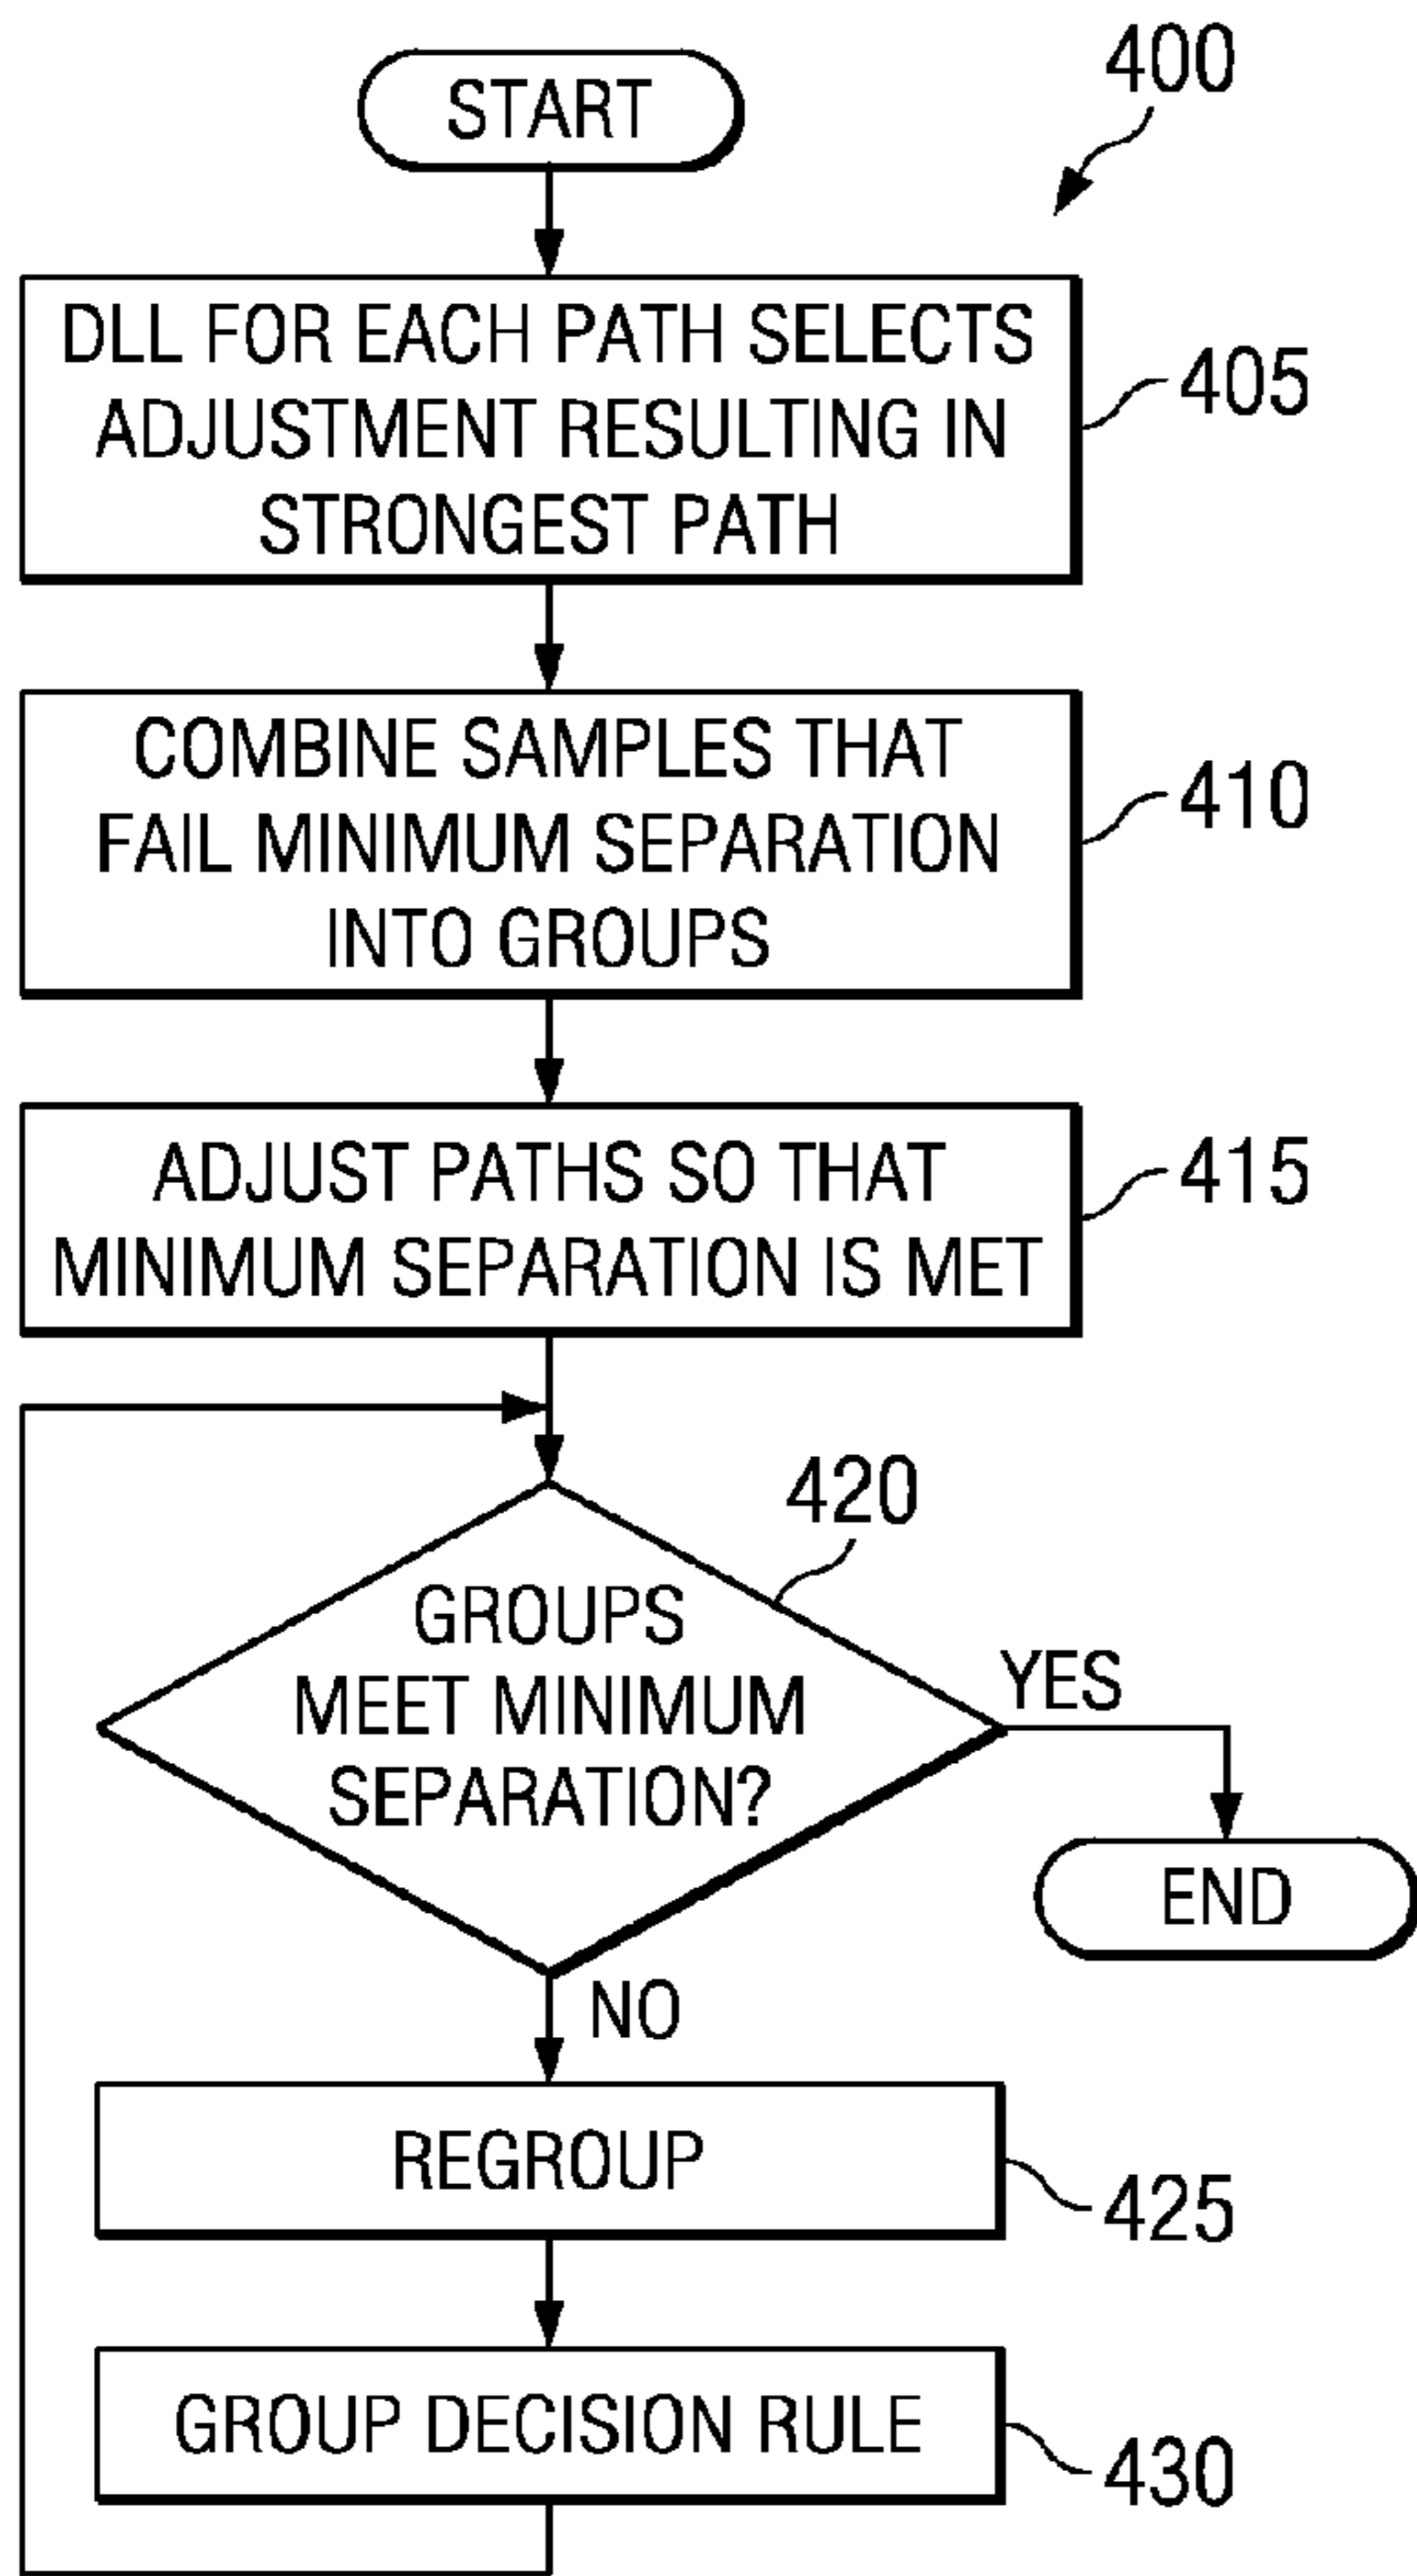 START
400
DLL FOR EACH PATH SELECTS
ADJUSTMENT RESULTING IN
STRONGEST PATH
405
COMBINE SAMPLES THAT
FAIL MINIMUM SEPARATION
INTO GROUPS
410
ADJUST PATHS SO THAT
MINIMUM SEPARATION IS MET
415
420
GROUPS
MEET MINIMUM
SEPARATION?
YES
END
NO
REGROUP
425
GROUP DECISION RULE
430